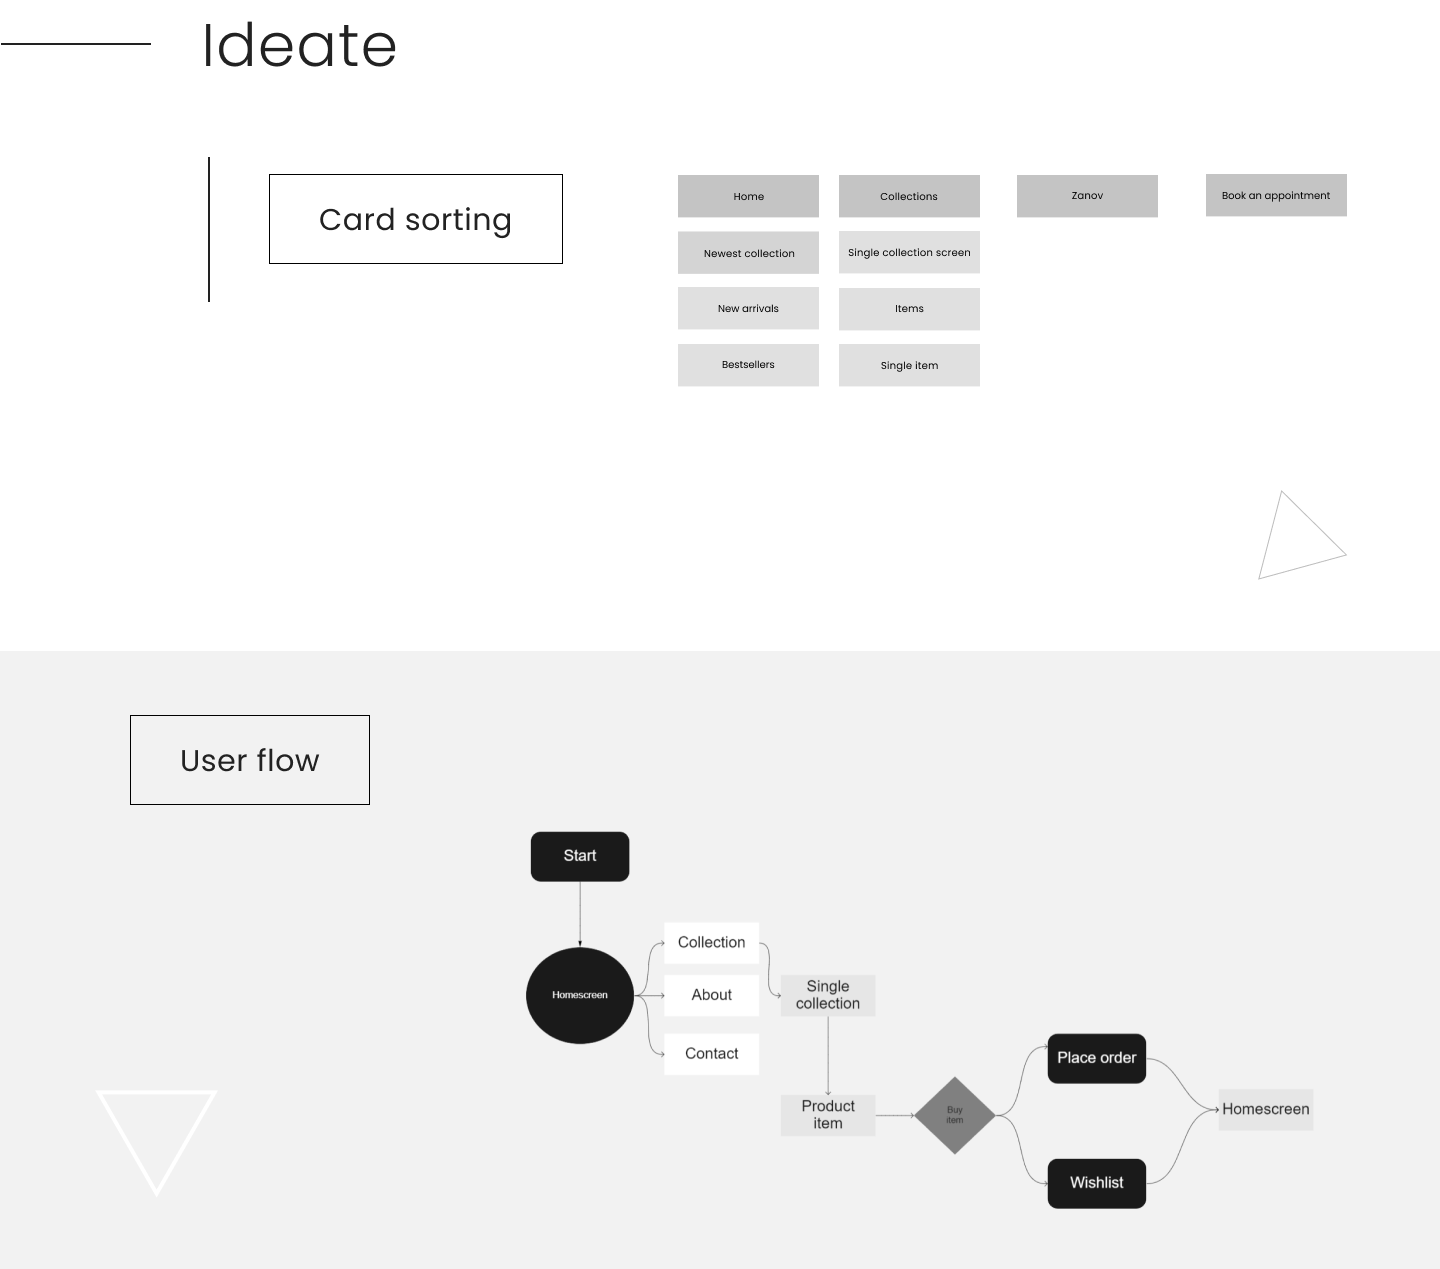 Ideate
Card sorting
Home
Collections
Zanov
Book an appointment
Newest collection
Single collection screen
New arrivals
Items
Bestsellers
Single item
User flow
Start
Homescreen
Collection
About
Contact
Single
collection
Product
item
Buy
item
Place order
Wishlist
Homescreen